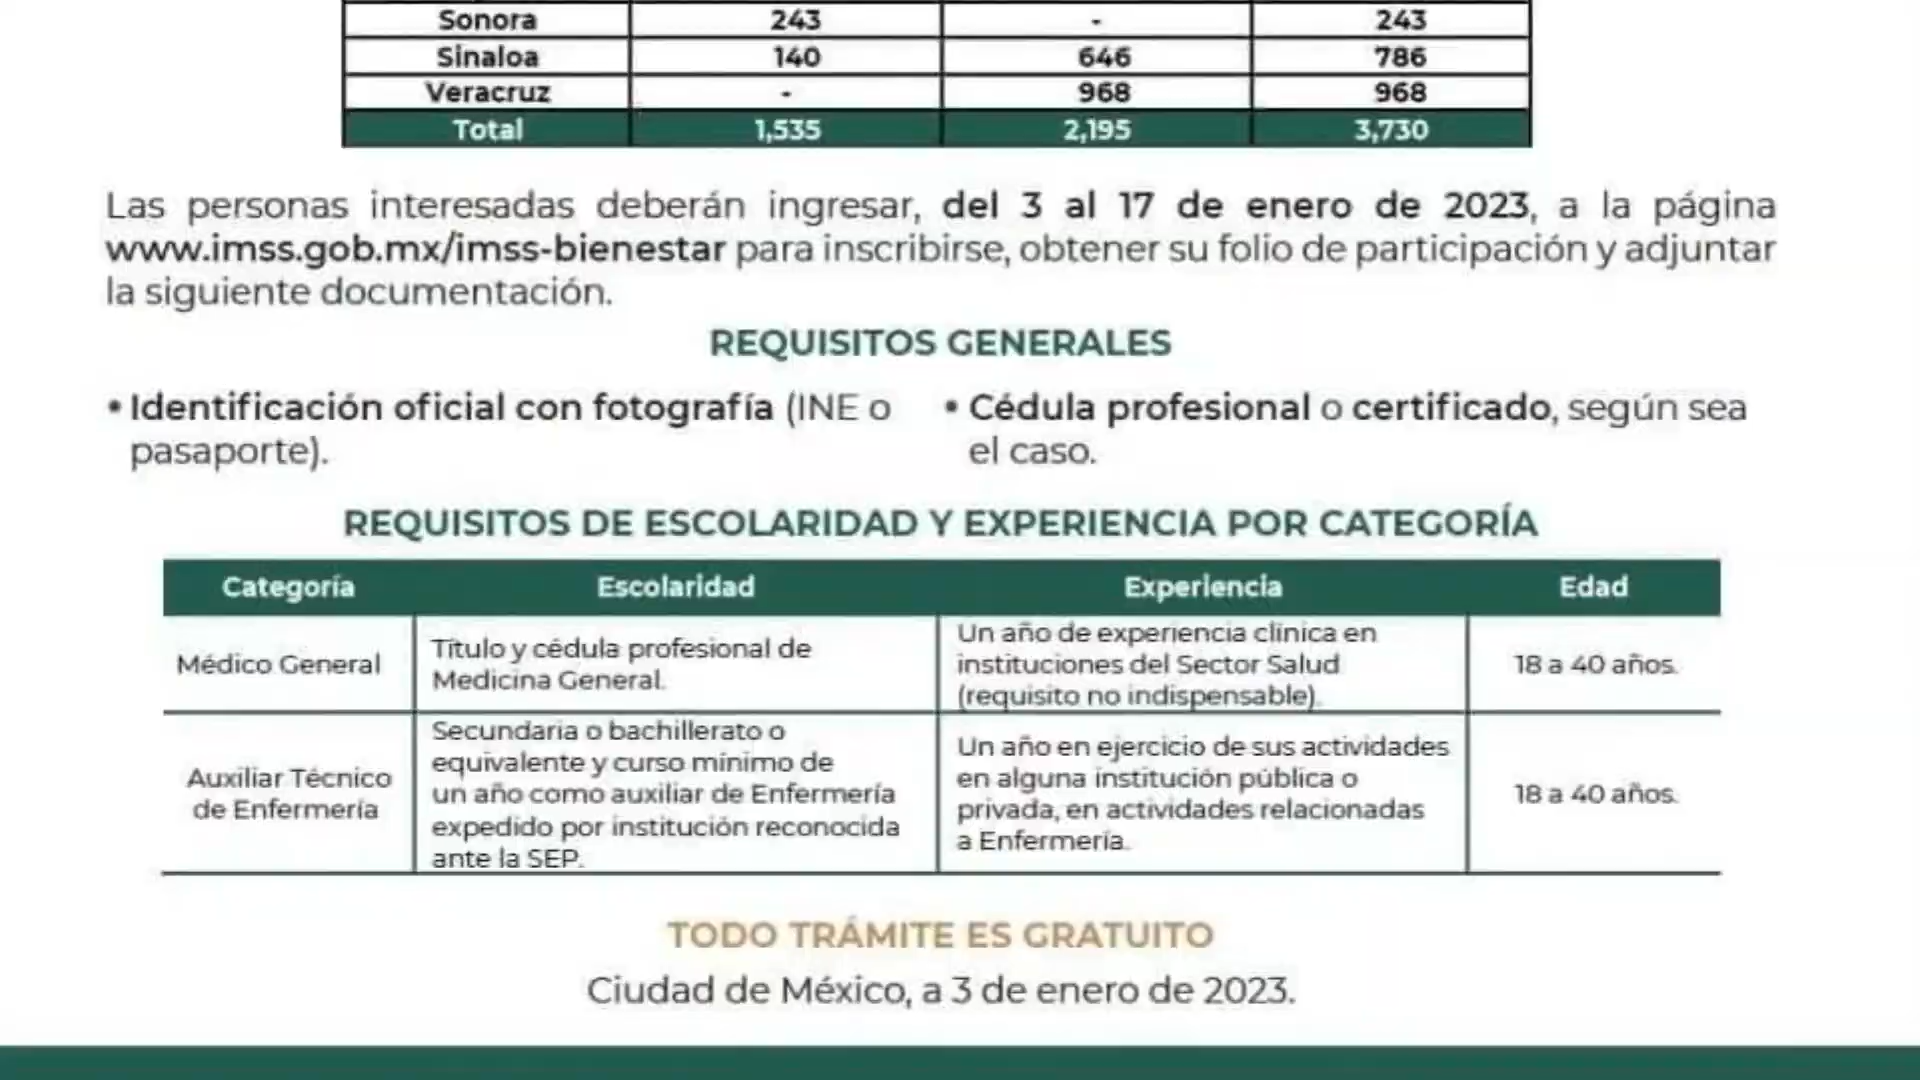 Sonora 243 - 243
Sinaloa 140 646 786
Veracruz - 968 968
Total 1,535 2,195 3,730
Las personas interesadas deberán ingresar, del 3 al 17 de enero de 2023, a la página
www.imss.gob.mx/imss-bienestar para inscribirse, obtener su folio de participación y adjuntar
la siguiente documentación.
REQUISITOS GENERALES
• Identificación oficial con fotografía (INE o
pasaporte).
• Cédula profesional o certificado, según sea
el caso.
REQUISITOS DE ESCOLARIDAD Y EXPERIENCIA POR CATEGORÍA
Categoría Escolaridad Experiencia Edad
Médico General
Título y cédula profesional de
Medicina General.
Un año de experiencia clínica en
instituciones del Sector Salud
(requisito no indispensable).
18 a 40 años.
Auxiliar Técnico
de Enfermería
Secundaria o bachillerato o
equivalente y curso mínimo de
un año como auxiliar de Enfermería
expedido por institución reconocida
ante la SEP.
Un año en ejercicio de sus actividades
en alguna institución pública o
privada, en actividades relacionadas
a Enfermería.
18 a 40 años.
TODO TRÁMITE ES GRATUITO
Ciudad de México, a 3 de enero de 2023.